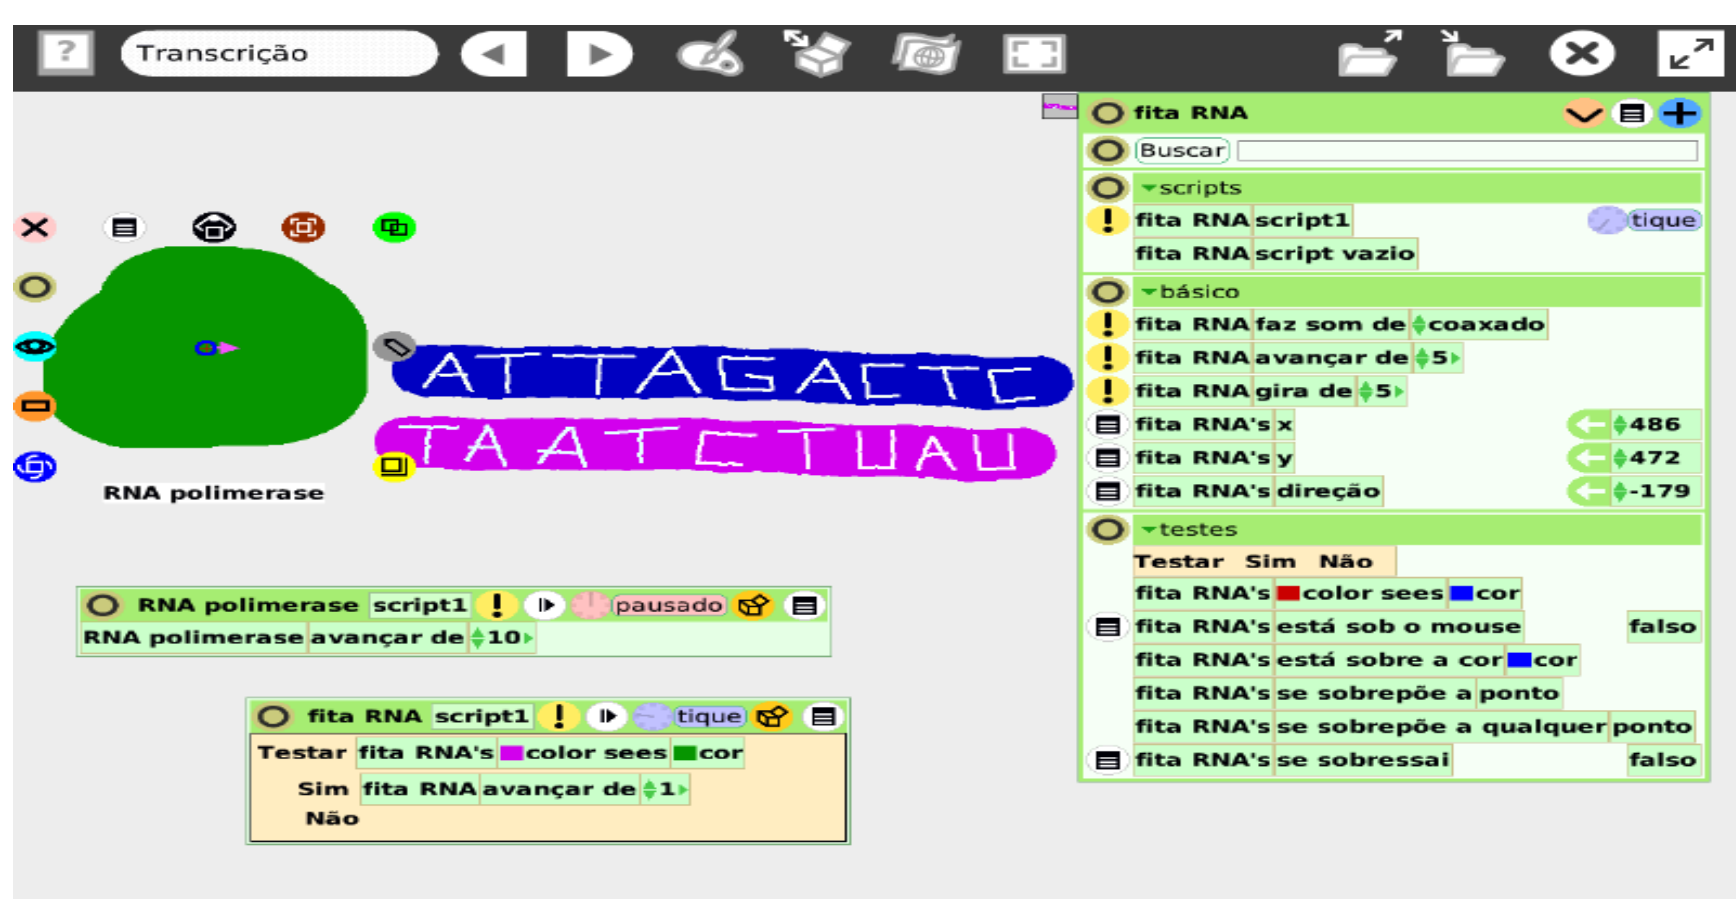 ?
Transcrição
fita RNA
Buscar
scripts
! fita RNA script1 tique
fita RNA script vazio
básico
! fita RNA faz som de coaxado
! fita RNA avançar de 5
! fita RNA gira de 5
fita RNA's x 486
fita RNA's y 472
fita RNA's direção -179
testes
Testar Sim Não
fita RNA's color sees cor
fita RNA's está sob o mouse falso
fita RNA's está sobre a cor cor
fita RNA's se sobrepõe a ponto
fita RNA's se sobrepõe a qualquer ponto
fita RNA's se sobressai falso
ATTAGACTC
TAATCTUAU
RNA polimerase
RNA polimerase script1 ! pausado
RNA polimerase avançar de 10
fita RNA script1 ! tique
Testar fita RNA's color sees cor
Sim fita RNA avançar de 1
Não